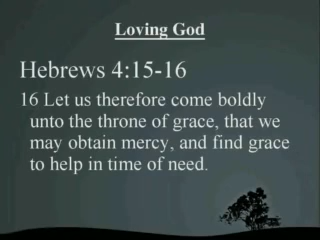 Loving God
Hebrews 4:15-16
16 Let us therefore come boldly
unto the throne of grace, that we
may obtain mercy, and find grace
to help in time of need.